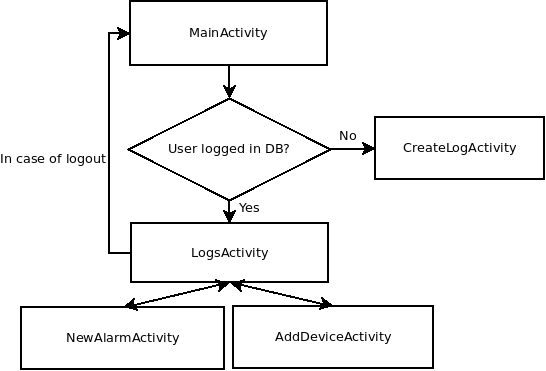 MainActivity
User logged in DB?
No
CreateLogActivity
In case of logout
Yes
LogsActivity
NewAlarmActivity
AddDeviceActivity